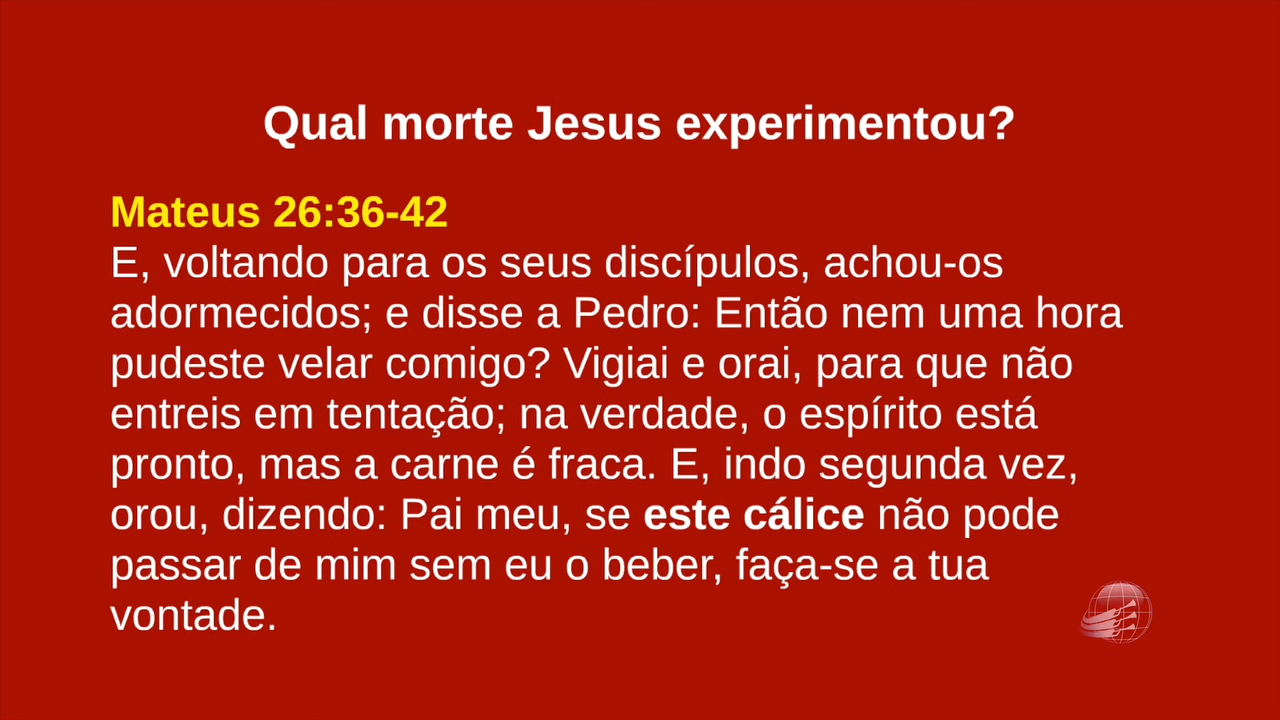 Qual morte Jesus experimentou?
Mateus 26:36-42
E, voltando para os seus discípulos, achou-os
adormecidos; e disse a Pedro: Então nem uma hora
pudeste velar comigo? Vigiai e orai, para que não
entreis em tentação; na verdade, o espírito está
pronto, mas a carne é fraca. E, indo segunda vez,
orou, dizendo: Pai meu, se este cálice não pode
passar de mim sem eu o beber, faça-se a tua
vontade.